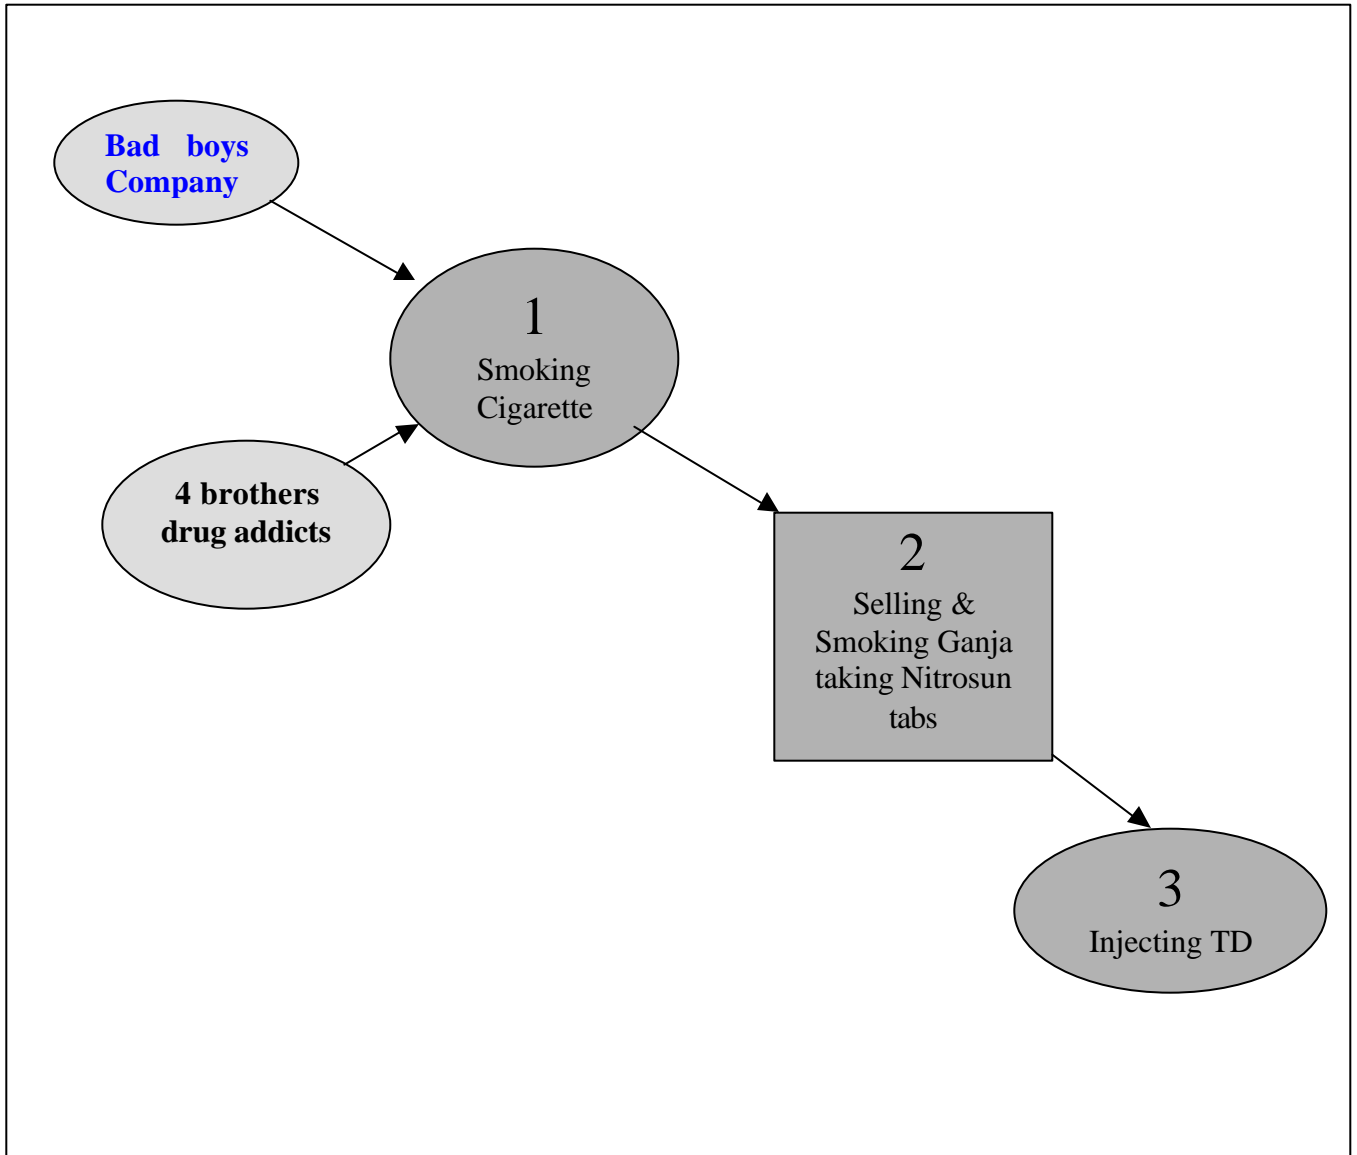 Bad boys
Company
1
Smoking
Cigarette
4 brothers
drug addicts
2
Selling &
Smoking Ganja
taking Nitrosun
tabs
3
Injecting TD